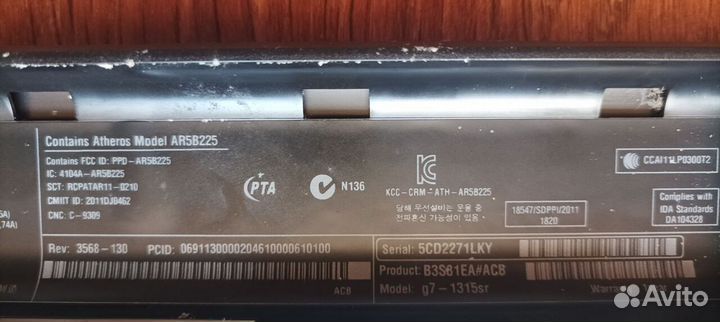 Contains Atheros Model AR5B225
Contains FCC ID: PPD-AR5B225
IC: 4104A-AR5B225
SCT: RCPATAR11-0210
CMIIT ID: 2011DJ0462
CNC: C-9309
PTA
N136
KCC-CRM-ATH-AR5B225
당해 무선설비는 운용 중
전파혼신 가능성이 있음
CCAI11LP0300T2
18547/SDPPI/2011
1820
Complies with
IDA Standards
DA104328
5A)
,74A)
Rev: 3568-130
PCID: 0691130000204610000610100
ACB
Serial: 5CD2271LKY
Product: B3S61EA#ACB
Model: g7-1315sr
Avito